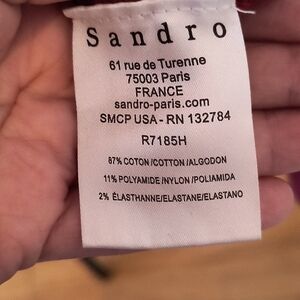 Sandro
61 rue de Turenne
75003 Paris
FRANCE
sandro-paris.com
SMCP USA - RN 132784
R7185H
87% COTON/COTTON/ALGODON
11% POLYAMIDE/NYLON/POLIAMIDA
2% ÉLASTHANNE/ELASTANE/ELASTANO